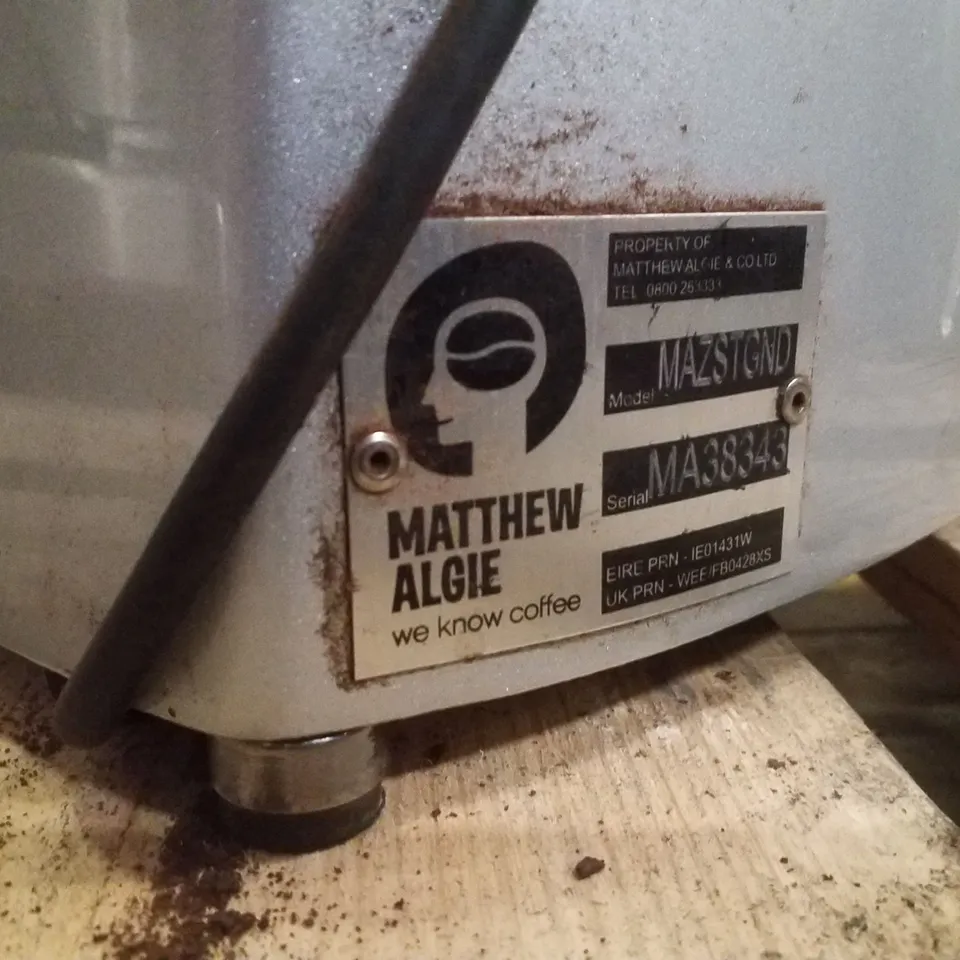 PROPERTY OF
MATTHEW ALGIE & CO LTD
TEL 0800 263333
Model MAZSTGND
Serial MA38343
MATTHEW
ALGIE
we know coffee
EIRE PRN - IE01431W
UK PRN - WEE/FB0428XS